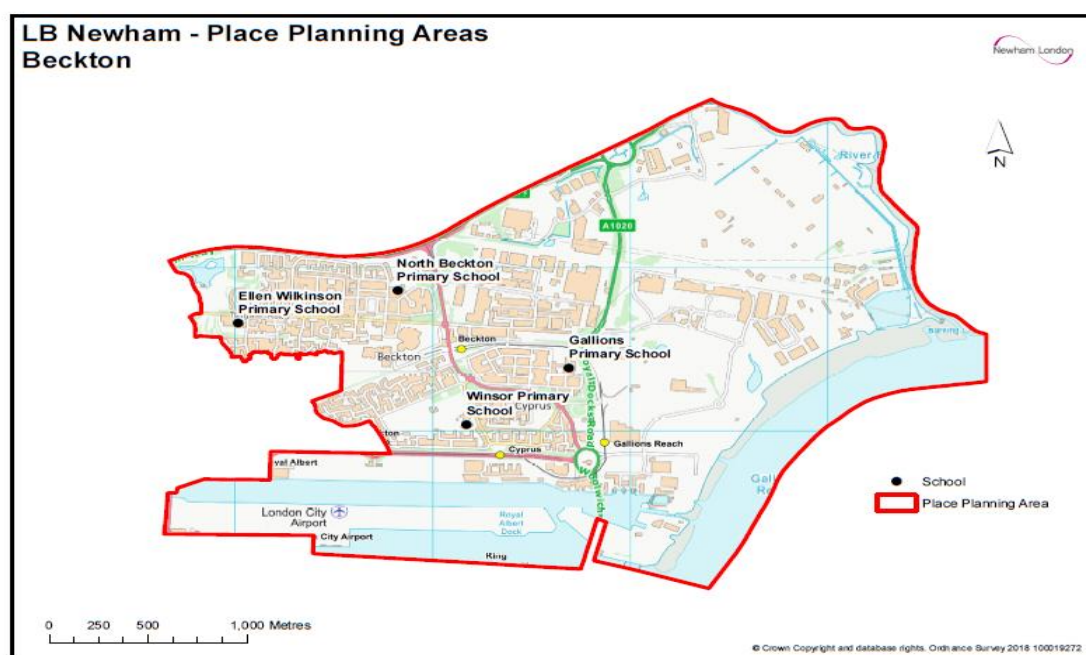 LB Newham - Place Planning Areas
Beckton
Newham London
N
River
A1020
North Beckton
Primary School
Ellen Wilkinson
Primary School
Beckton
Beckton
Gallions
Primary School
Winsor Primary
School
Cyprus
Gallions Reach
Cyprus
London City
Airport
City Airport
Royal
Albert
Dock
School
Place Planning Area
0 250 500 1,000 Metres
© Crown Copyright and database rights. Ordnance Survey 2018 100019272